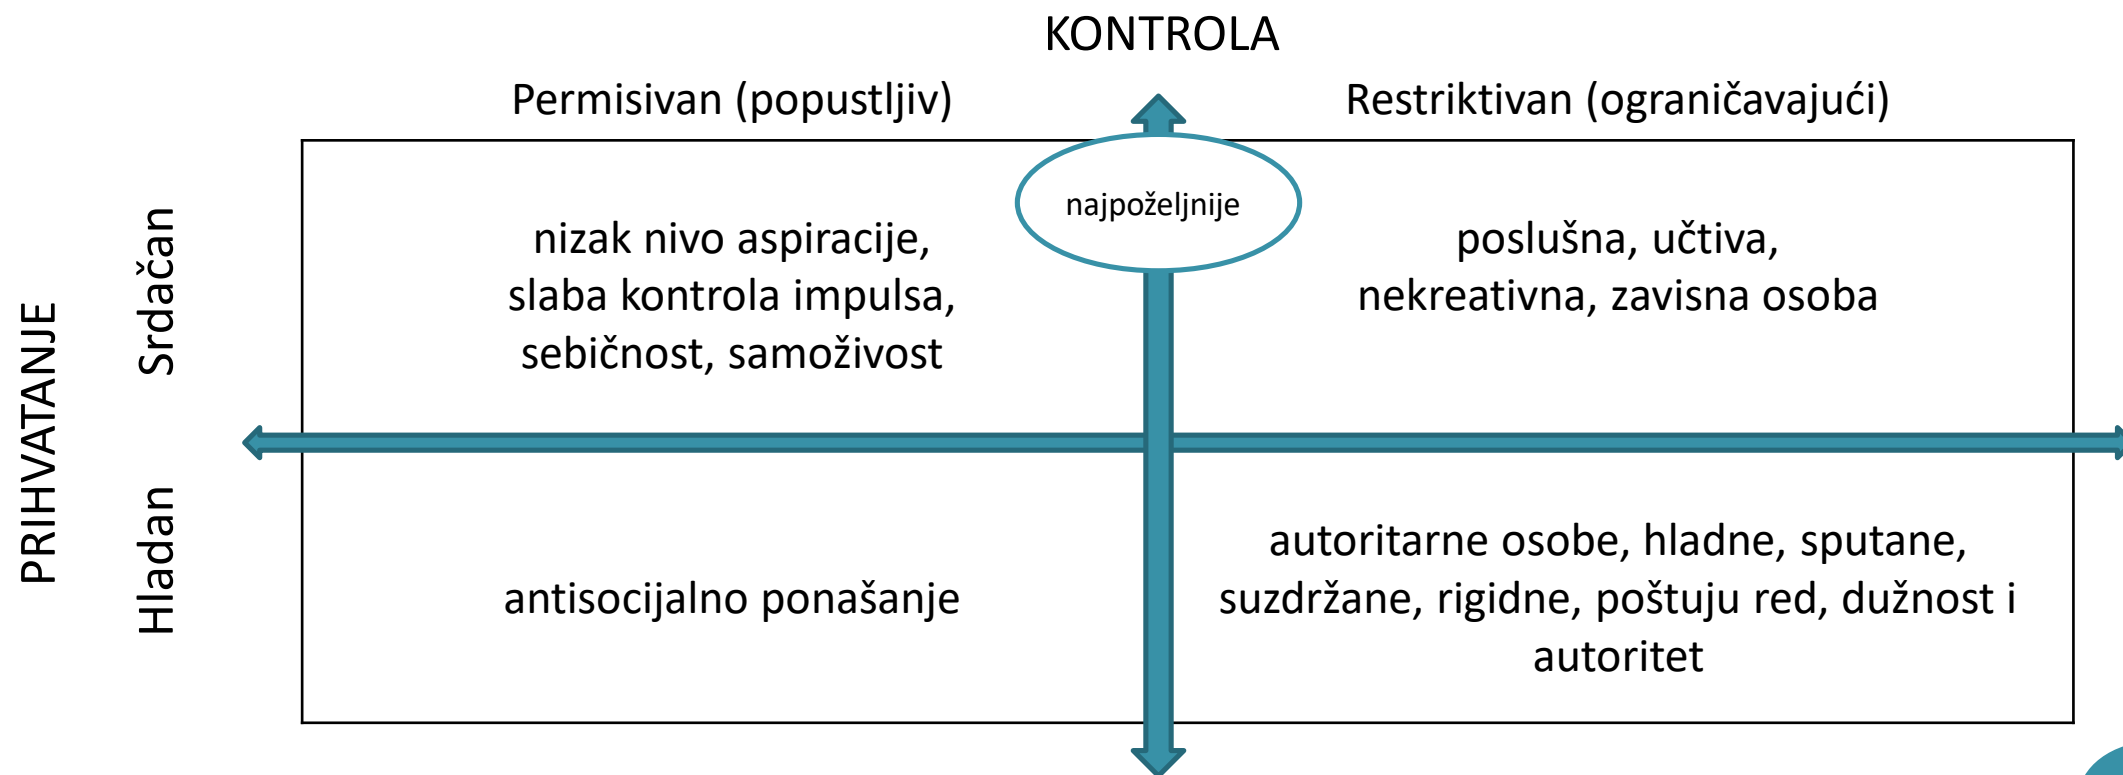 KONTROLA
Permisivan (popustljiv)
Restriktivan (ograničavajući)
PRIHVATANJE
Srdačan
nizak nivo aspiracije,
slaba kontrola impulsa,
sebičnost, samoživost
najpoželjnije
poslušna, učtiva,
nekreativna, zavisna osoba
Hladan
antisocijalno ponašanje
autoritarne osobe, hladne, sputane,
suzdržane, rigidne, poštuju red, dužnost i
autoritet